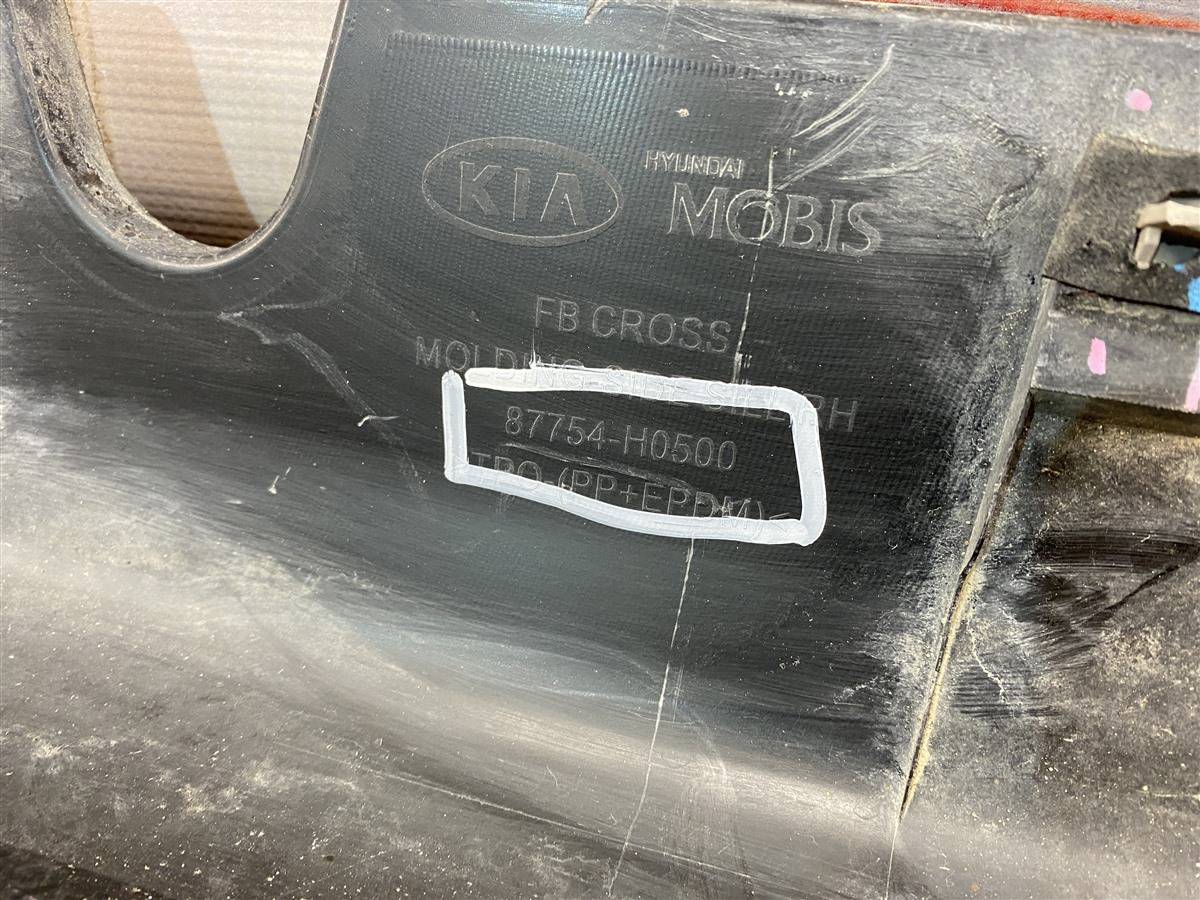 KIA
HYUNDAI
MOBIS
FB CROSS
MOLDING SIDE SILL RH
87754-H0500
TPO-(PP+EPDM)<